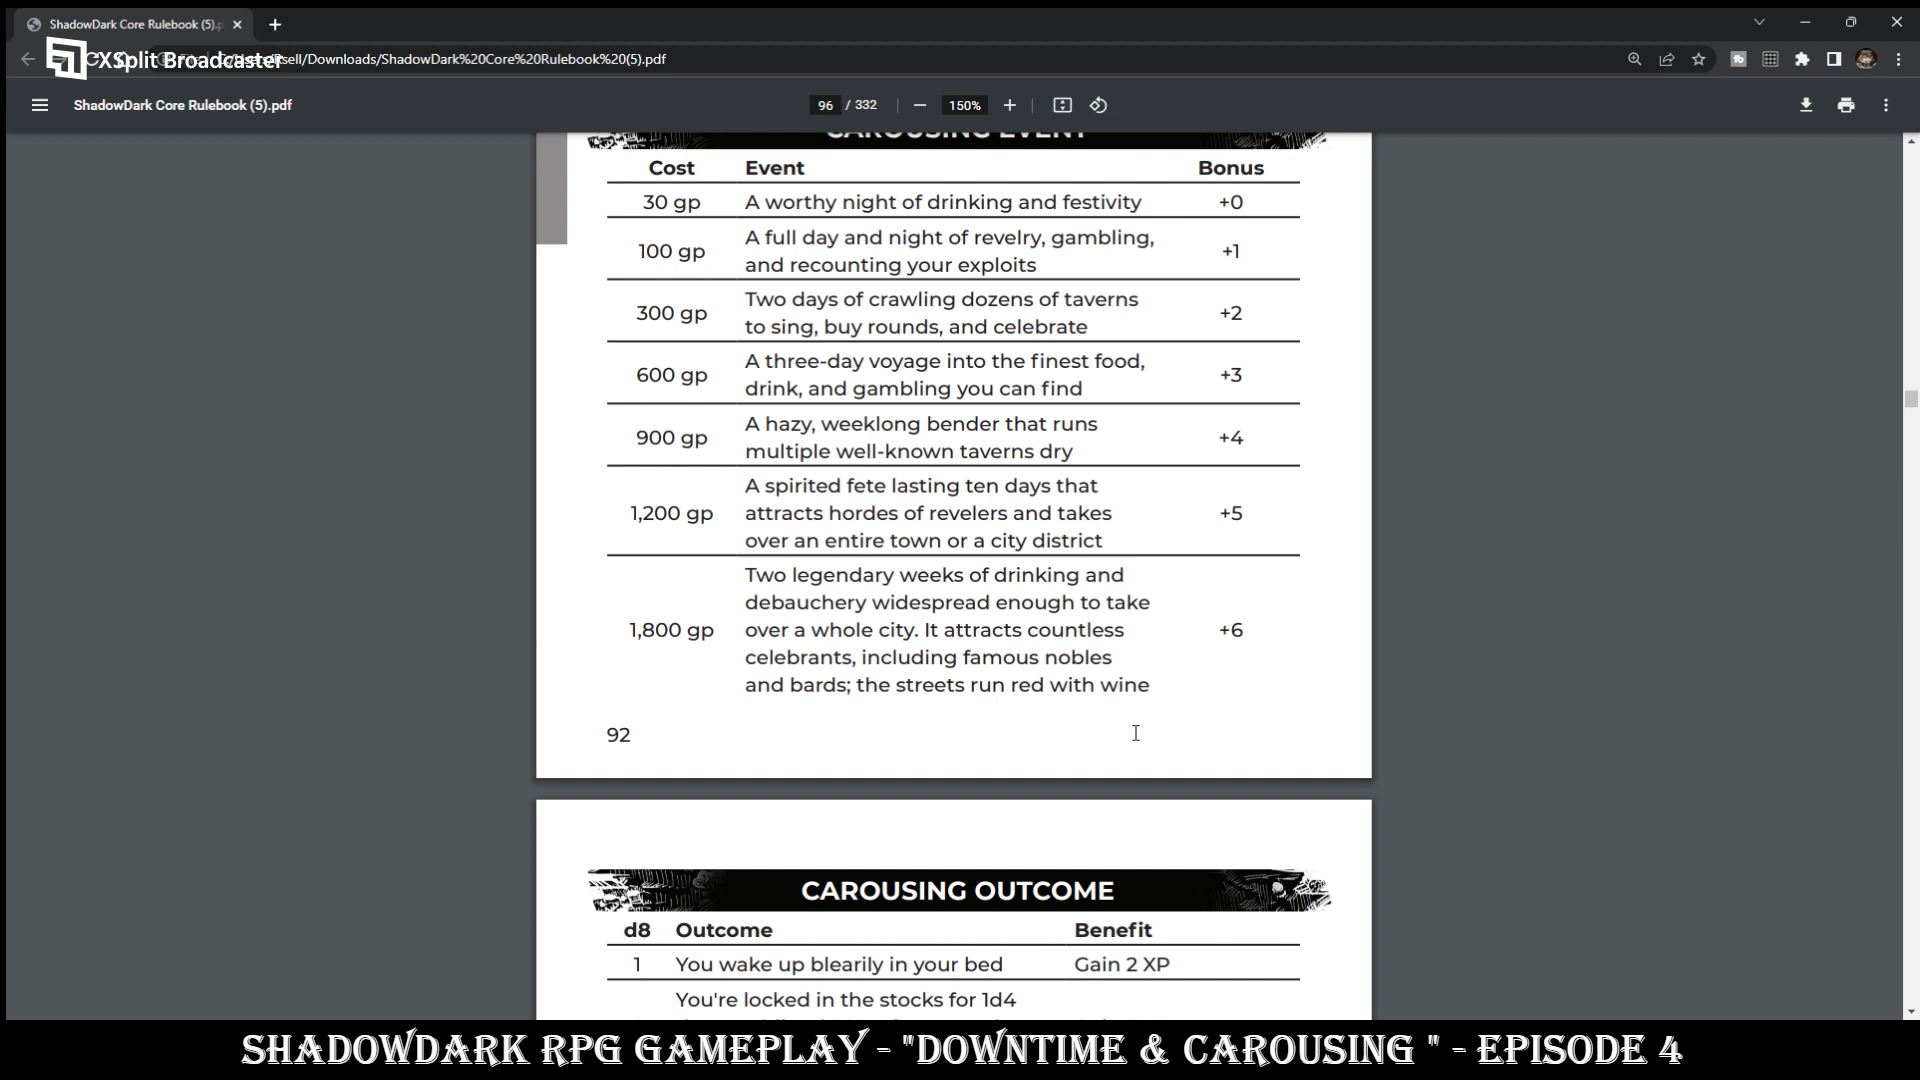 ShadowDark Core Rulebook (5).p
XSplit Broadcaster
sell/Downloads/ShadowDark%20Core%20Rulebook%20(5).pdf
ShadowDark Core Rulebook (5).pdf
96 / 332
150%
CAROUSING EVENT
Cost Event Bonus
30 gp A worthy night of drinking and festivity +0
100 gp A full day and night of revelry, gambling,
and recounting your exploits +1
300 gp Two days of crawling dozens of taverns
to sing, buy rounds, and celebrate +2
600 gp A three-day voyage into the finest food,
drink, and gambling you can find +3
900 gp A hazy, weeklong bender that runs
multiple well-known taverns dry +4
1,200 gp A spirited fete lasting ten days that
attracts hordes of revelers and takes +5
over an entire town or a city district
Two legendary weeks of drinking and
debauchery widespread enough to take
1,800 gp over a whole city. It attracts countless +6
celebrants, including famous nobles
and bards; the streets run red with wine
92
CAROUSING OUTCOME
d8 Outcome Benefit
1 You wake up blearily in your bed Gain 2 XP
You're locked in the stocks for 1d4
SHADOWDARK RPG GAMEPLAY - "DOWNTIME & CAROUSING " - EPISODE 4